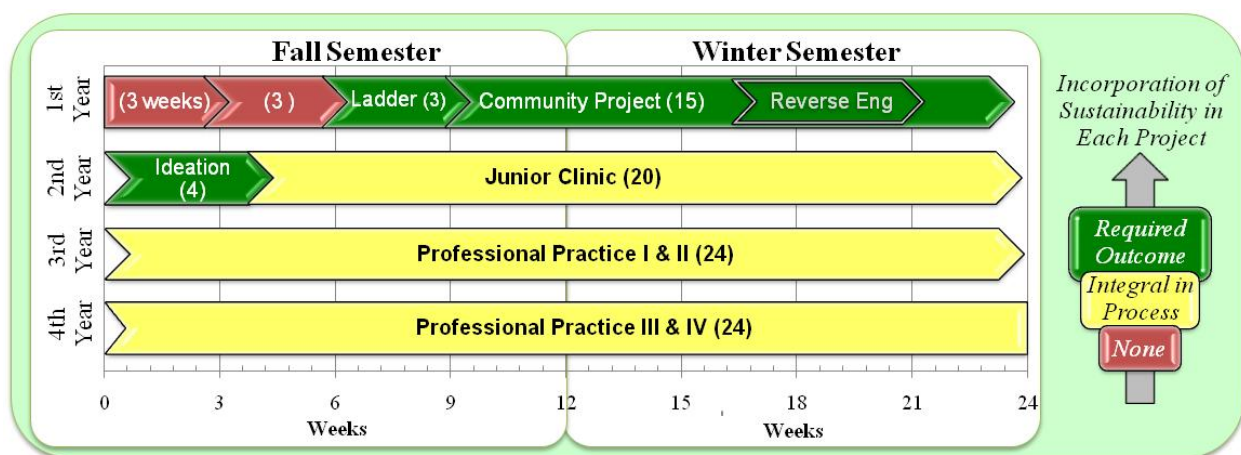 Fall Semester
Winter Semester
1st
Year
(3 weeks)
(3 )
Ladder (3)
Community Project (15)
Reverse Eng
2nd
Year
Ideation
(4)
Junior Clinic (20)
3rd
Year
Professional Practice I & II (24)
4th
Year
Professional Practice III & IV (24)
0 3 6 9 12 15 18 21 24
Weeks
Weeks
Incorporation of
Sustainability in
Each Project
Required
Outcome
Integral in
Process
None